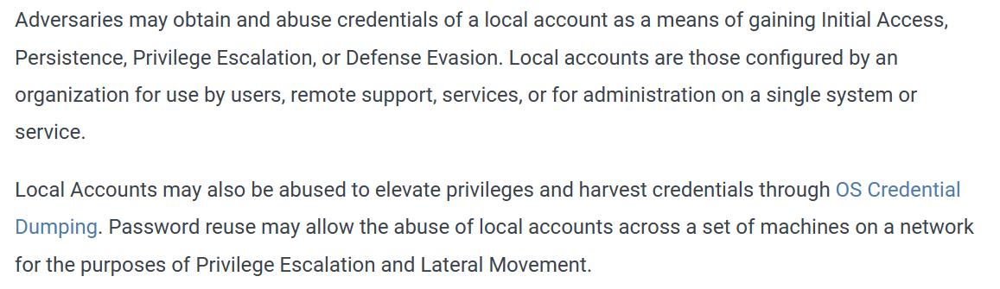 Adversaries may obtain and abuse credentials of a local account as a means of gaining Initial Access,
Persistence, Privilege Escalation, or Defense Evasion. Local accounts are those configured by an
organization for use by users, remote support, services, or for administration on a single system or
service.
Local Accounts may also be abused to elevate privileges and harvest credentials through OS Credential
Dumping. Password reuse may allow the abuse of local accounts across a set of machines on a network
for the purposes of Privilege Escalation and Lateral Movement.